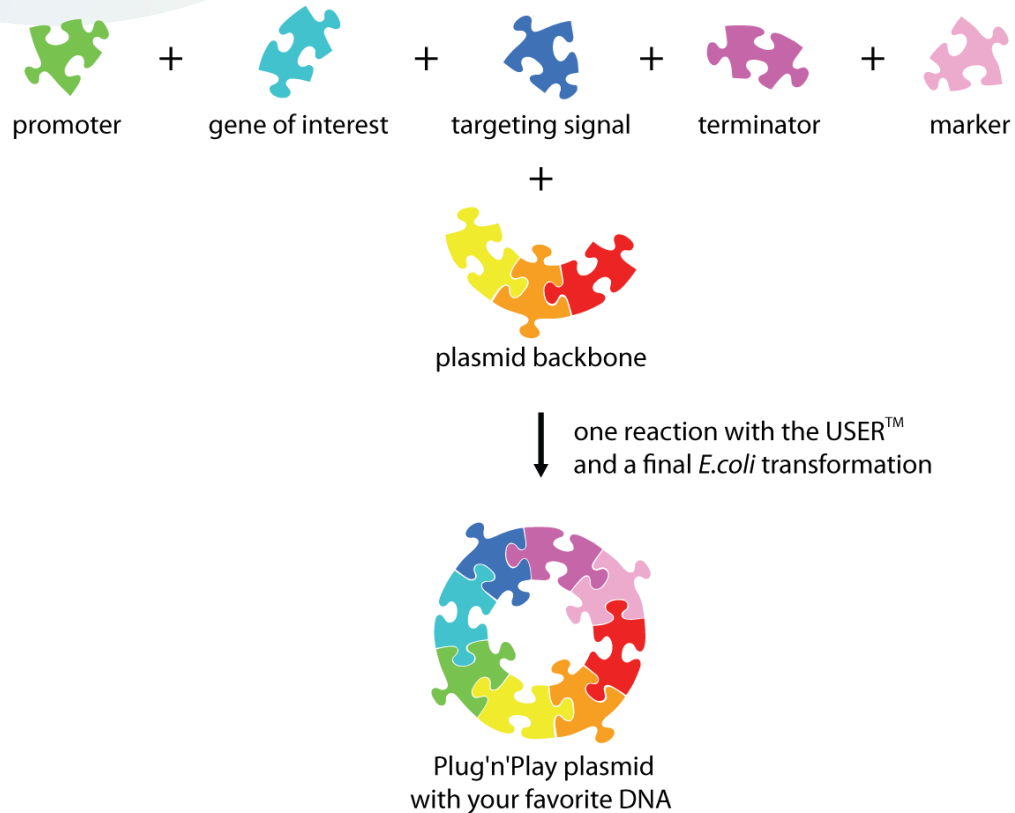 + + + +
promoter gene of interest targeting signal terminator marker
+
plasmid backbone
one reaction with the USER™
and a final E.coli transformation
Plug'n'Play plasmid
with your favorite DNA